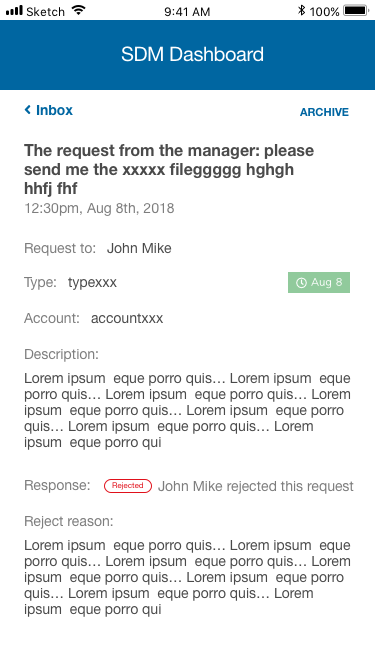 Sketch 9:41 AM 100%
SDM Dashboard
Inbox ARCHIVE
The request from the manager: please
send me the xxxxx fileggggg hghgh
hhfj fhf
12:30pm, Aug 8th, 2018
Request to: John Mike
Type: typexxx Aug 8
Account: accountxxx
Description:
Lorem ipsum eque porro quis... Lorem ipsum eque
porro quis... Lorem ipsum eque porro quis... Lorem
ipsum eque porro quis... Lorem ipsum eque porro
quis... Lorem ipsum eque porro quis... Lorem
ipsum eque porro qui
Response: Rejected John Mike rejected this request
Reject reason:
Lorem ipsum eque porro quis... Lorem ipsum eque
porro quis... Lorem ipsum eque porro quis... Lorem
ipsum eque porro quis... Lorem ipsum eque porro
quis... Lorem ipsum eque porro quis... Lorem
ipsum eque porro qui